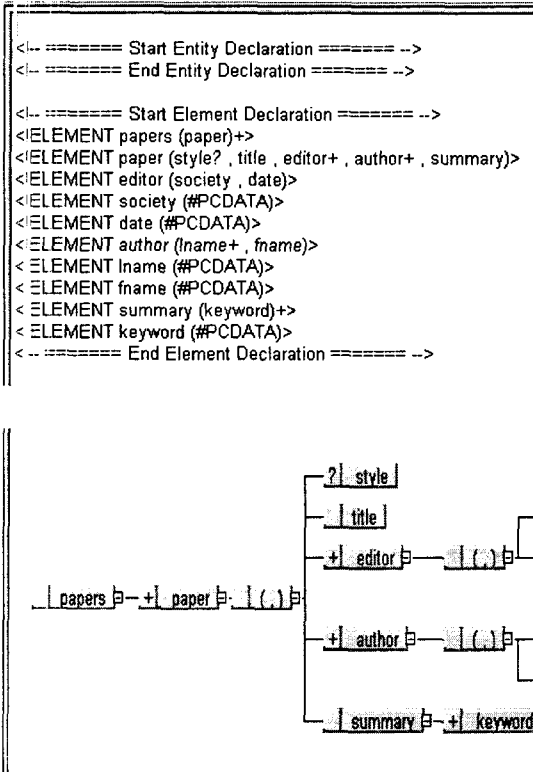 <!-- ======= Start Entity Declaration ======= -->
<!-- ======= End Entity Declaration ======= -->
<!-- ======= Start Element Declaration ======= -->
<!ELEMENT papers (paper)+>
<!ELEMENT paper (style? , title , editor+ , author+ , summary)>
<!ELEMENT editor (society , date)>
<!ELEMENT society (#PCDATA)>
<!ELEMENT date (#PCDATA)>
<!ELEMENT author (lname+ , fname)>
<!ELEMENT lname (#PCDATA)>
<!ELEMENT fname (#PCDATA)>
<!ELEMENT summary (keyword)+>
<!ELEMENT keyword (#PCDATA)>
<!-- ======= End Element Declaration ======= -->
? style
title
+ editor ( , )
papers + paper ( , )
+ author ( , )
summary + keyword